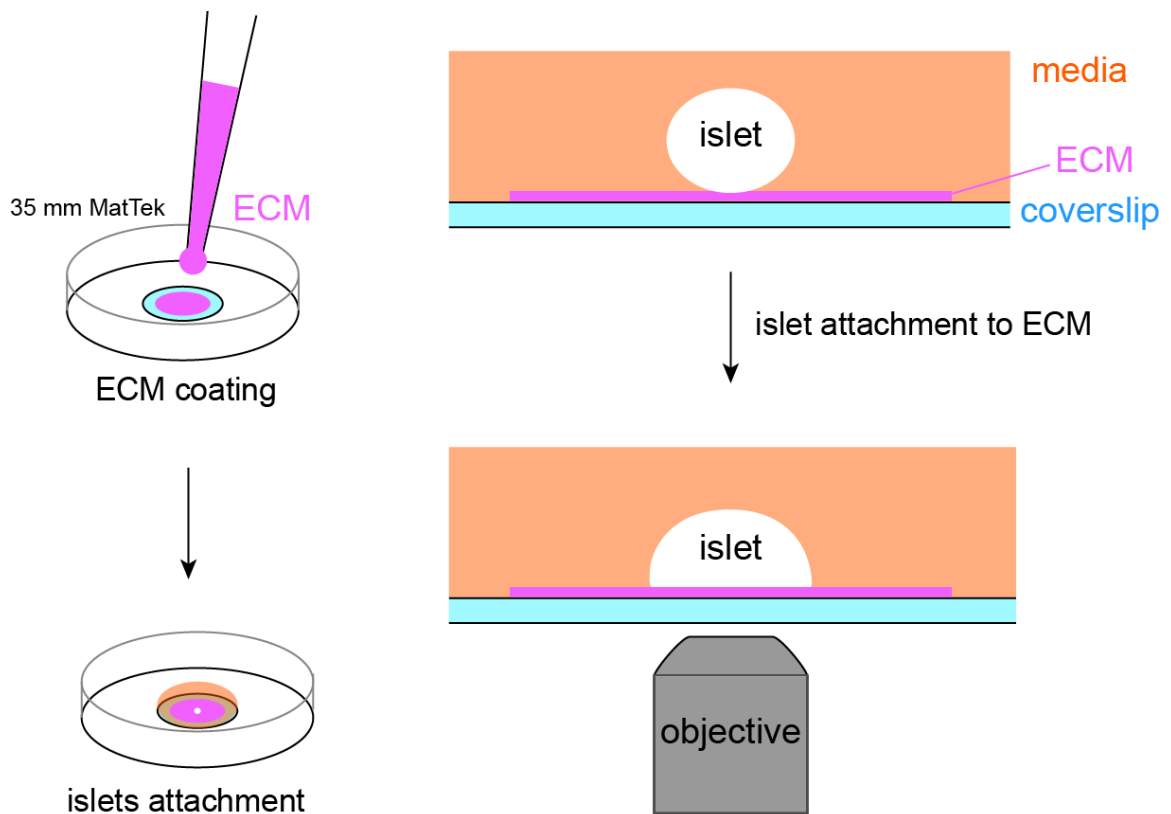 35 mm MatTek
ECM
ECM coating
islets attachment
media
islet
ECM
coverslip
islet attachment to ECM
islet
objective